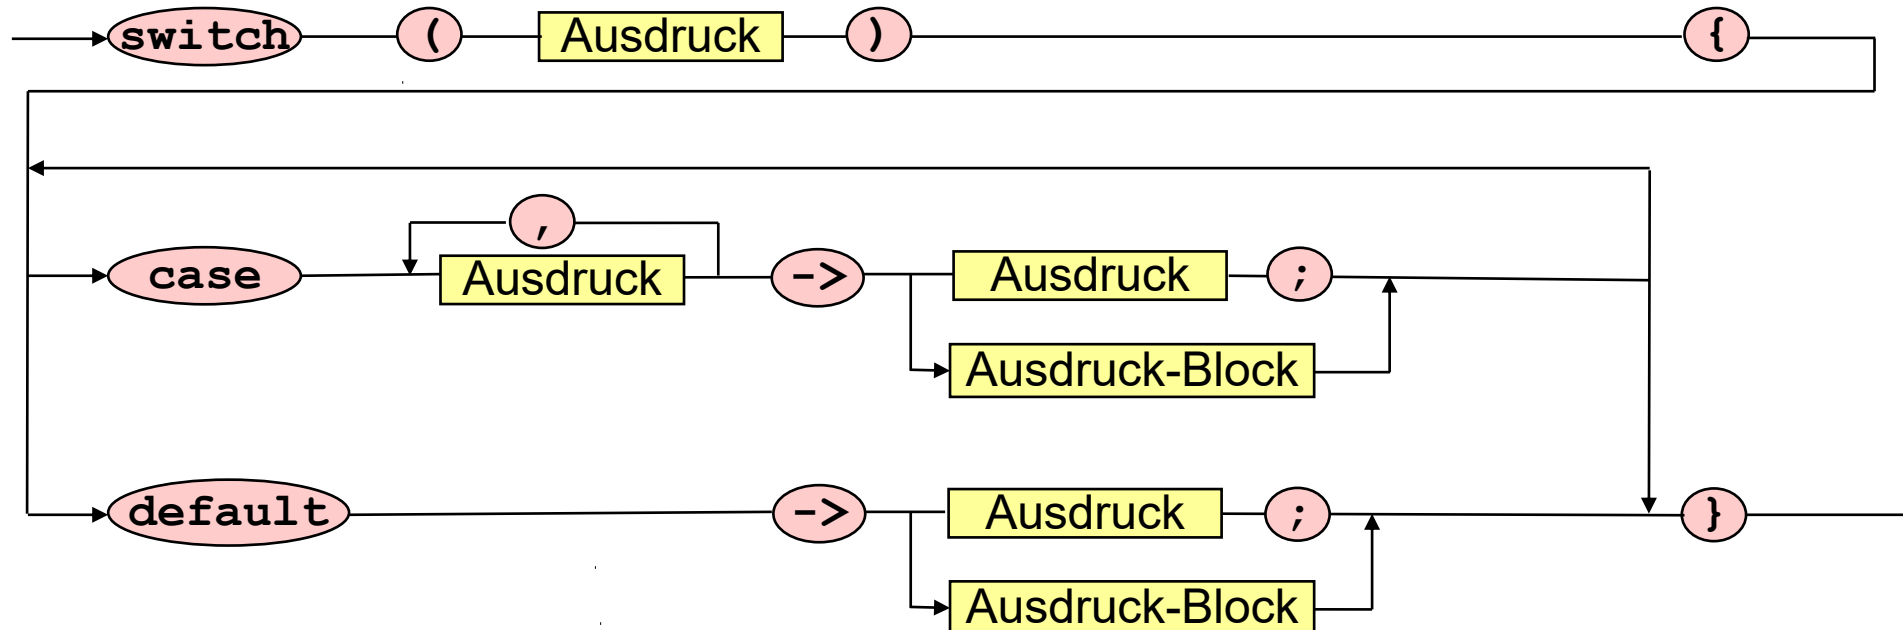 switch ( Ausdruck ) {
,
case Ausdruck -> Ausdruck ;
Ausdruck-Block
default -> Ausdruck ; }
Ausdruck-Block